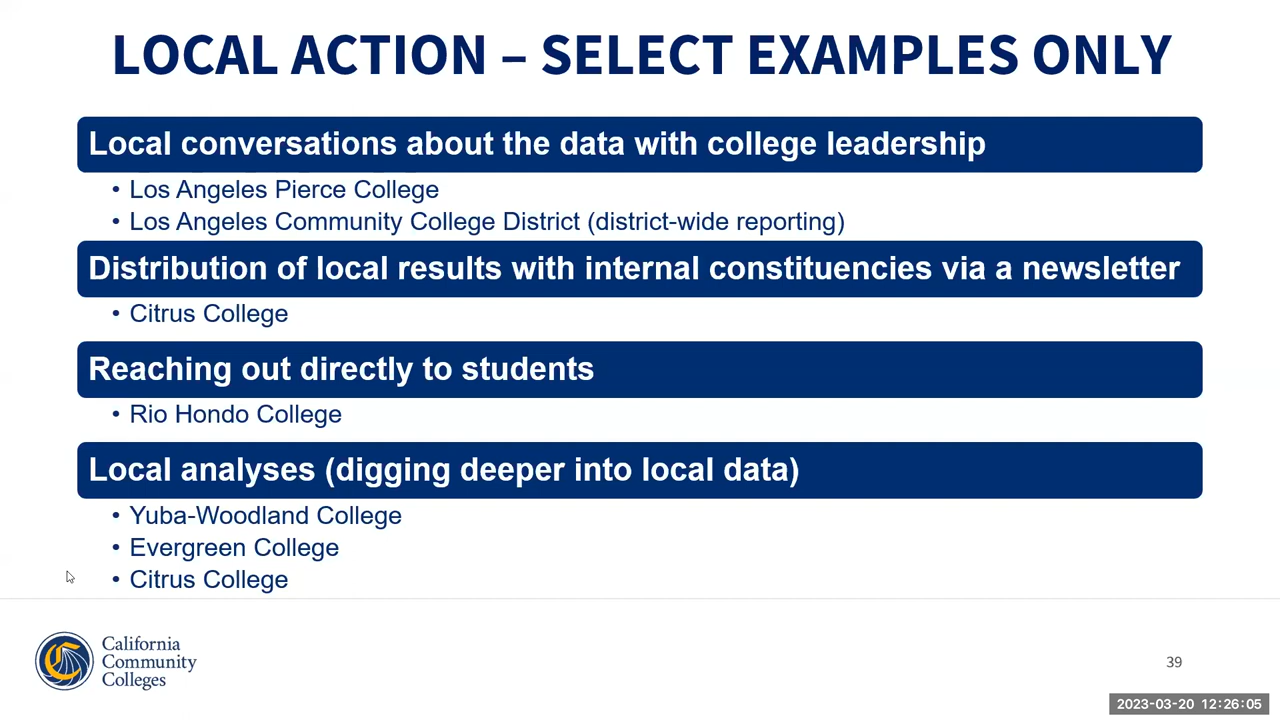 LOCAL ACTION – SELECT EXAMPLES ONLY
Local conversations about the data with college leadership
• Los Angeles Pierce College
• Los Angeles Community College District (district-wide reporting)
Distribution of local results with internal constituencies via a newsletter
• Citrus College
Reaching out directly to students
• Rio Hondo College
Local analyses (digging deeper into local data)
• Yuba-Woodland College
• Evergreen College
• Citrus College
California
Community
Colleges
39
2023-03-20 12:26:05